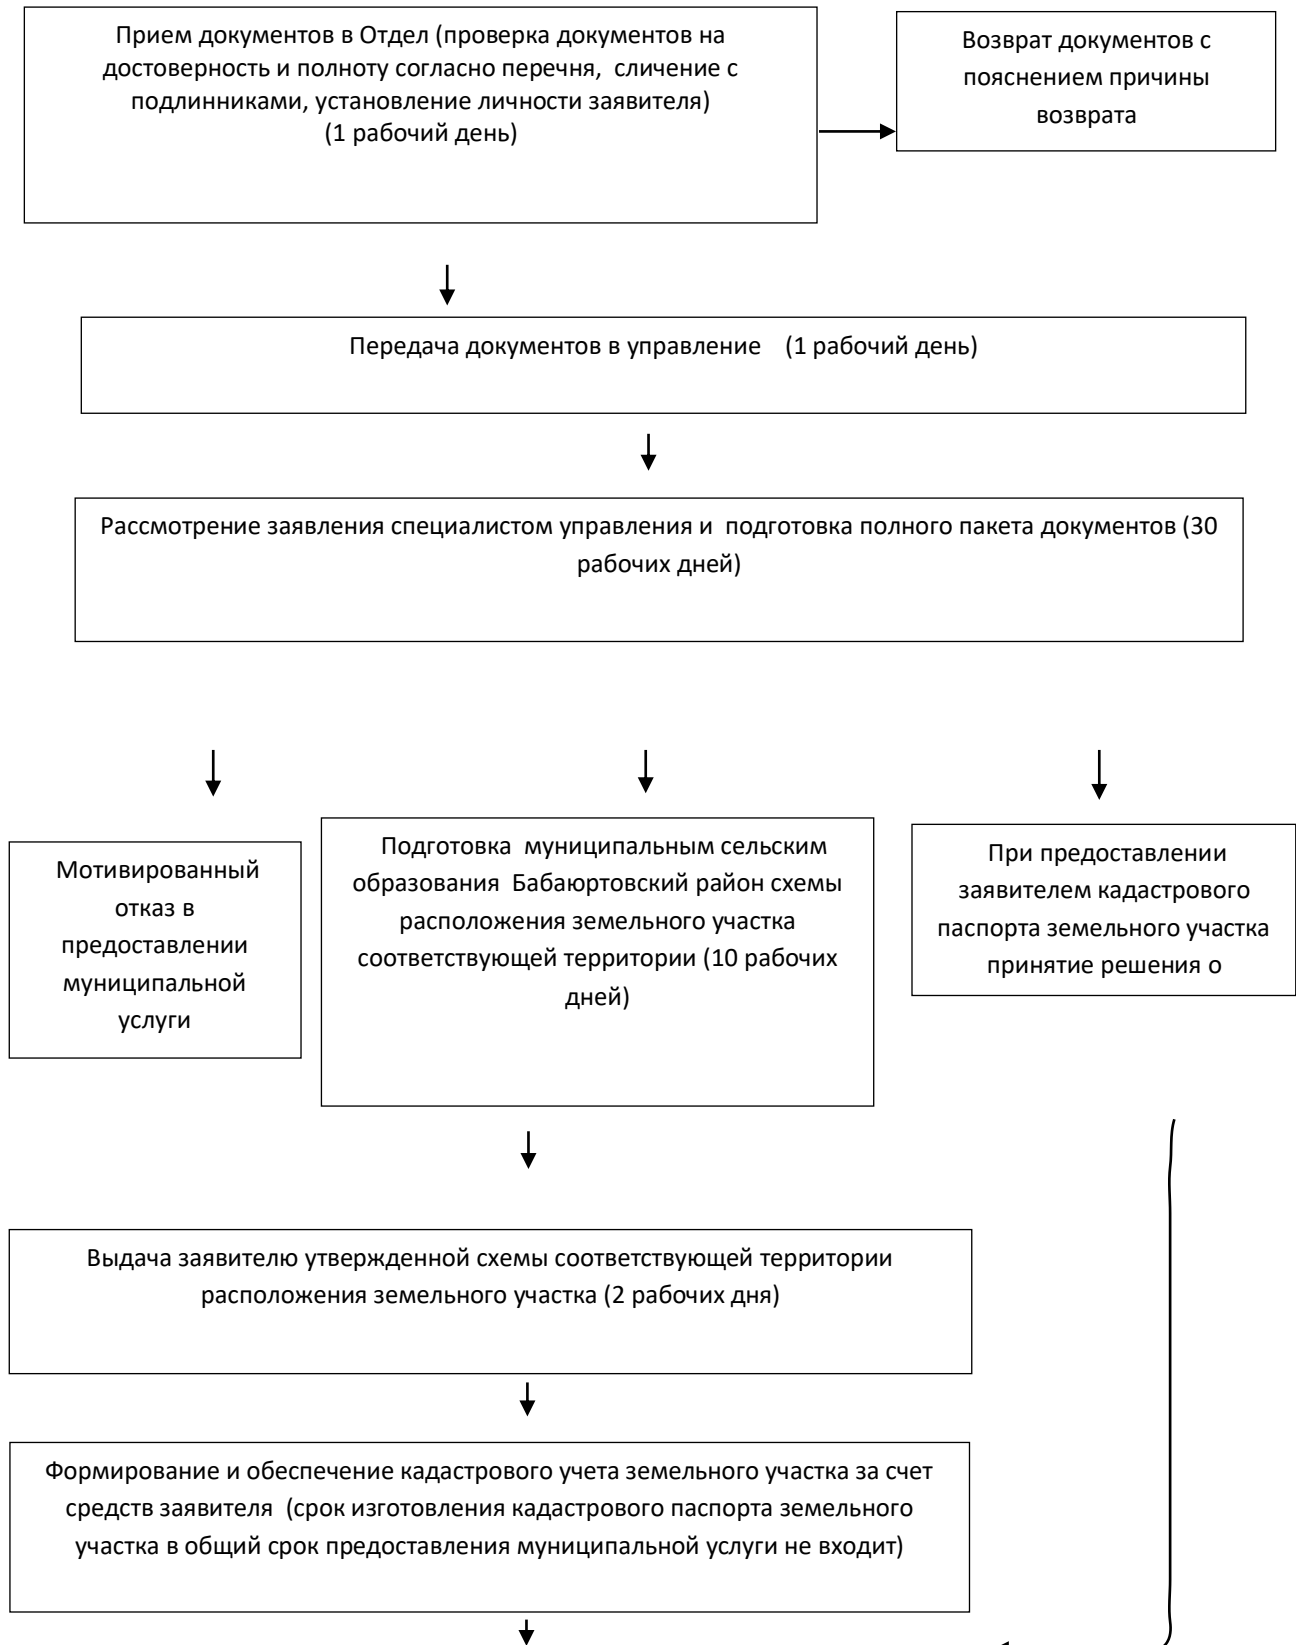 Прием документов в Отдел (проверка документов на
достоверность и полноту согласно перечня,  сличение с
подлинниками, установление личности заявителя)
(1 рабочий день)
Возврат документов с
пояснением причины
возврата
Передача документов в управление    (1 рабочий день)
Рассмотрение заявления специалистом управления и  подготовка полного пакета документов (30
рабочих дней)
Мотивированный
отказ в
предоставлении
муниципальной
услуги
Подготовка  муниципальным сельским
образования  Бабаюртовский район схемы
расположения земельного участка
соответствующей территории (10 рабочих
дней)
При предоставлении
заявителем кадастрового
паспорта земельного участка
принятие решения о
Выдача заявителю утвержденной схемы соответствующей территории
расположения земельного участка (2 рабочих дня)
Формирование и обеспечение кадастрового учета земельного участка за счет
средств заявителя  (срок изготовления кадастрового паспорта земельного
участка в общий срок предоставления муниципальной услуги не входит)